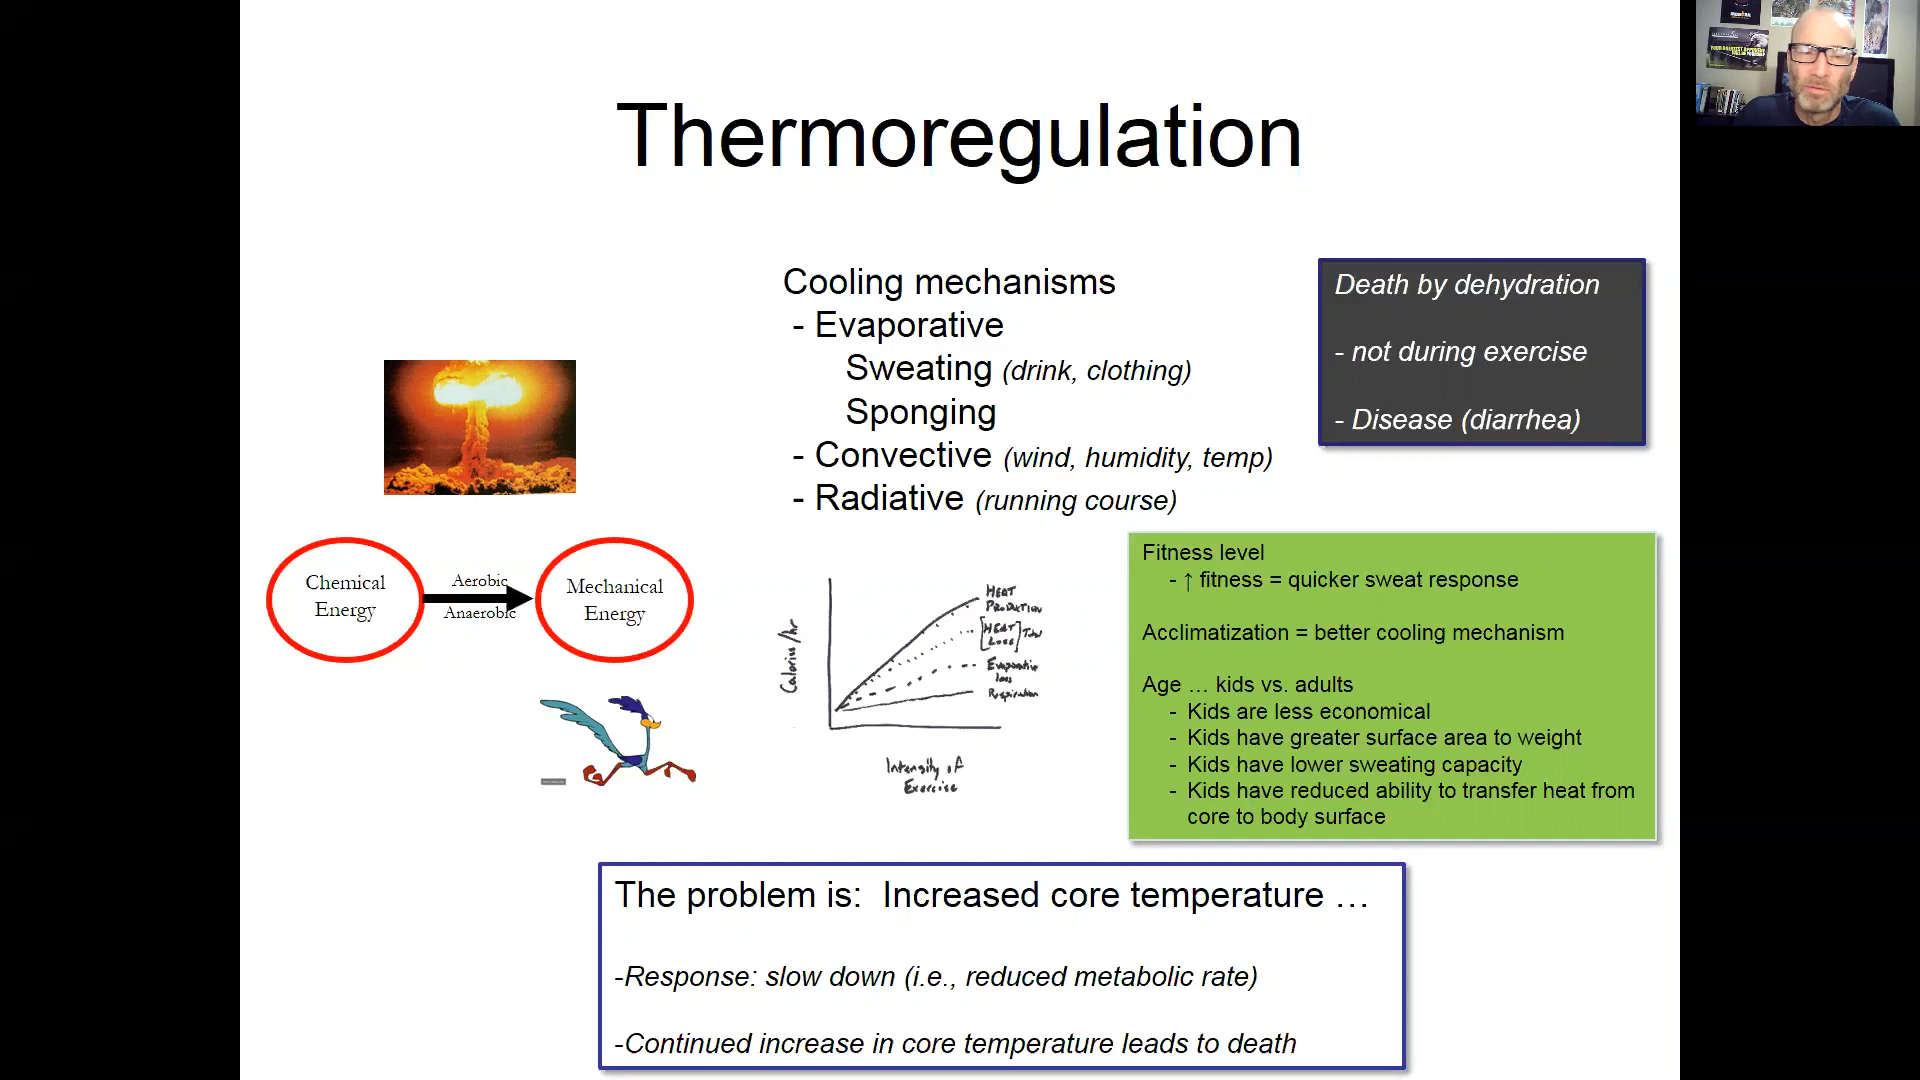 Thermoregulation
Cooling mechanisms
- Evaporative
Sweating (drink, clothing)
Sponging
- Convective (wind, humidity, temp)
- Radiative (running course)
Death by dehydration
- not during exercise
- Disease (diarrhea)
Chemical
Energy
Aerobic
Anaerobic
Mechanical
Energy
Calories/hr
HEAT
PRODUCTION
[HEAT
LOSS]
Evaporative
loss
Respiration
Intensity of
Exercise
Fitness level
- ↑ fitness = quicker sweat response
Acclimatization = better cooling mechanism
Age … kids vs. adults
- Kids are less economical
- Kids have greater surface area to weight
- Kids have lower sweating capacity
- Kids have reduced ability to transfer heat from
core to body surface
The problem is: Increased core temperature …
-Response: slow down (i.e., reduced metabolic rate)
-Continued increase in core temperature leads to death